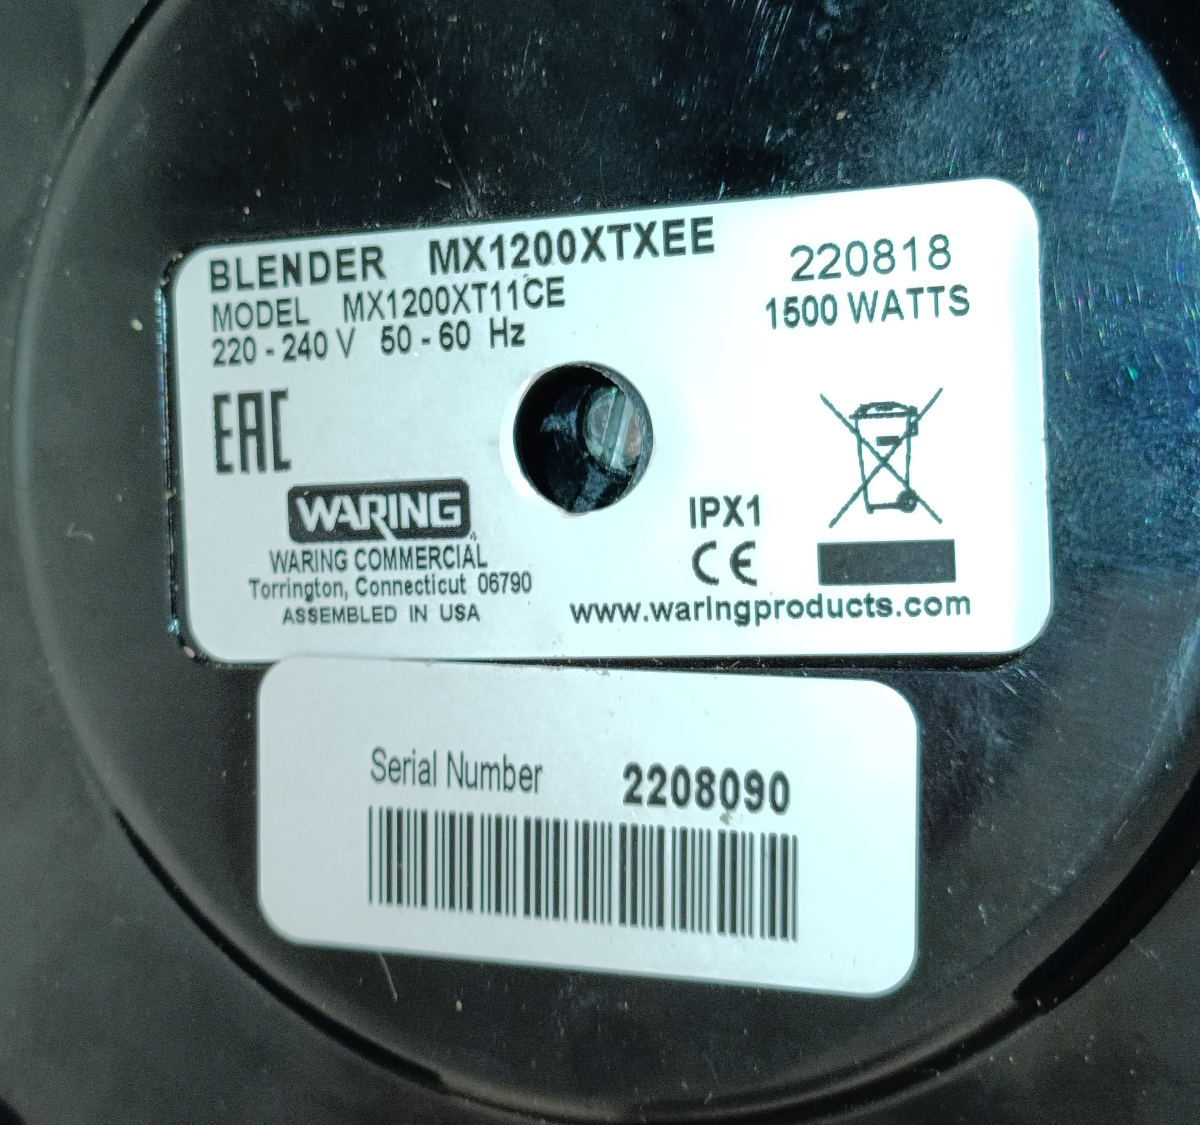 BLENDER MX1200XTXEE
MODEL MX1200XT11CE
220 - 240 V 50 - 60 Hz
220818
1500 WATTS
EAC
WARING
WARING COMMERCIAL
Torrington, Connecticut 06790
ASSEMBLED IN USA
IPX1
CE
www.waringproducts.com
Serial Number 2208090